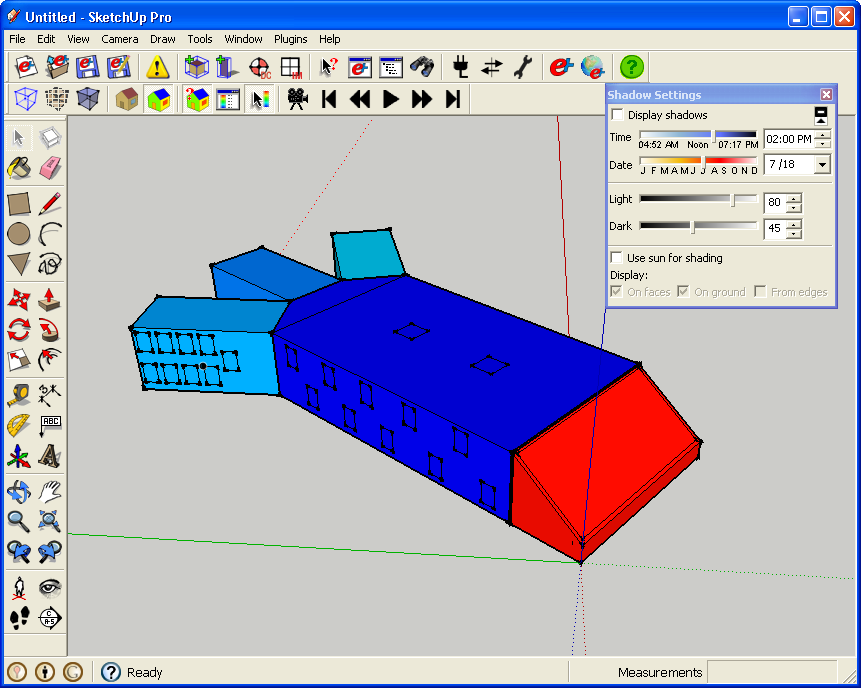 Untitled - SketchUp Pro
File Edit View Camera Draw Tools Window Plugins Help
DC
Shadow Settings
Display shadows
Time
04:52 AM Noon 07:17 PM
02:00 PM
Date
J F M A M J J A S O N D
7 /18
Light
80
Dark
45
Use sun for shading
Display:
On faces On ground From edges
ABC
A
C
A-5
Ready
Measurements